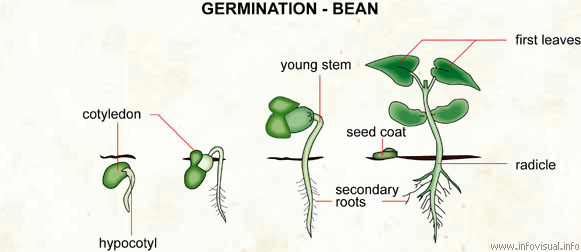 GERMINATION - BEAN
first leaves
young stem
cotyledon
seed coat
radicle
secondary
roots
hypocotyl
© www.infovisual.info